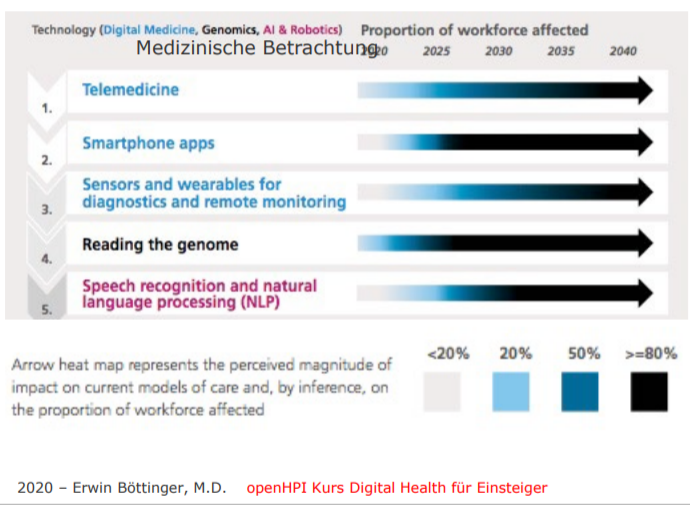 Technology (Digital Medicine, Genomics, AI & Robotics) Proportion of workforce affected
Medizinische Betrachtung
2020 2025 2030 2035 2040
1. Telemedicine
2. Smartphone apps
3. Sensors and wearables for
diagnostics and remote monitoring
4. Reading the genome
5. Speech recognition and natural
language processing (NLP)
<20% 20% 50% >=80%
Arrow heat map represents the perceived magnitude of
impact on current models of care and, by inference, on
the proportion of workforce affected
2020 – Erwin Böttinger, M.D. openHPI Kurs Digital Health für Einsteiger